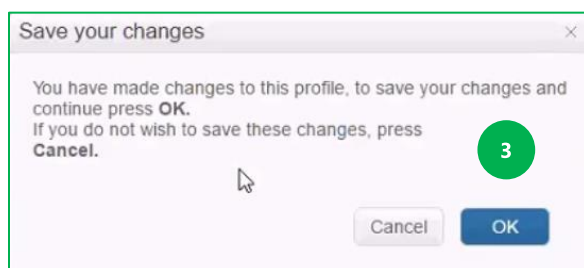 Save your changes
You have made changes to this profile, to save your changes and
continue press OK.
If you do not wish to save these changes, press
Cancel.
3
Cancel
OK